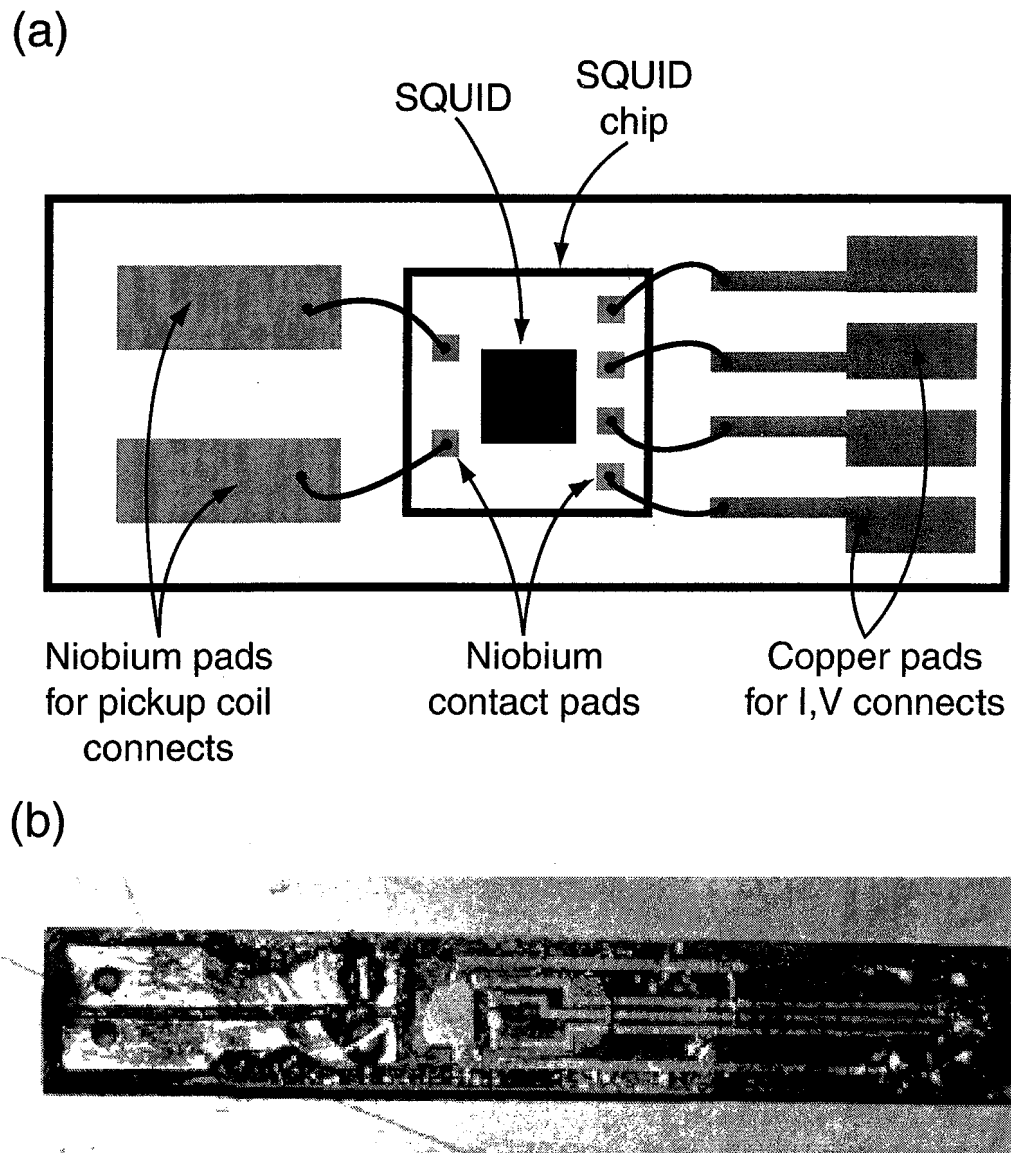 (a)
SQUID
SQUID
chip
Niobium pads
for pickup coil
connects
Niobium
contact pads
Copper pads
for I,V connects
(b)